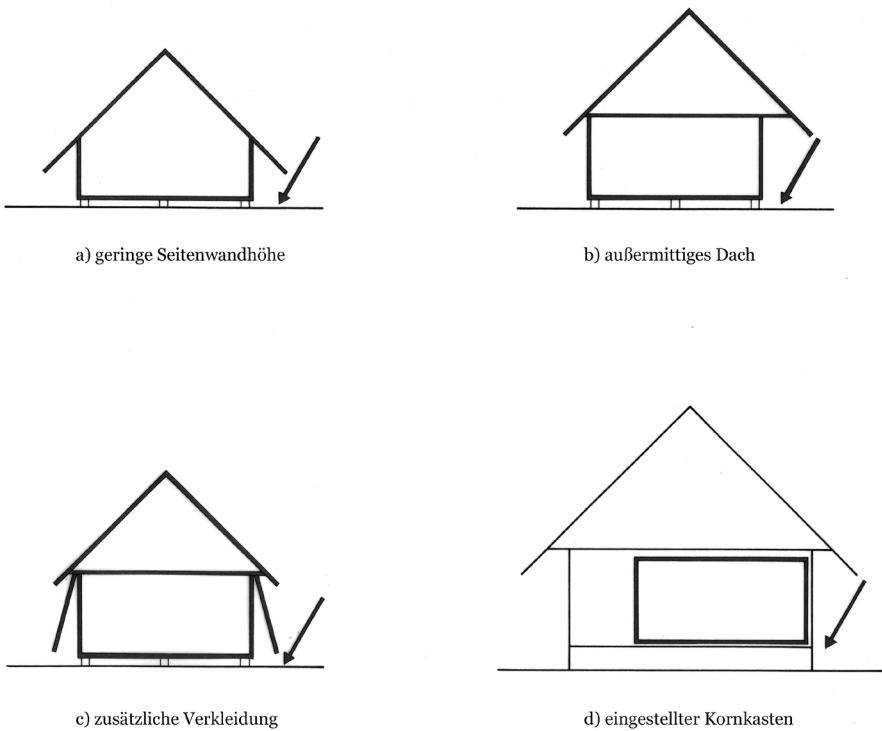 a) geringe Seitenwandhöhe
b) außermittiges Dach
c) zusätzliche Verkleidung
d) eingestellter Kornkasten